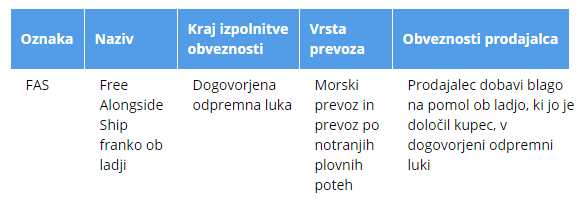 Oznaka
Naziv
Kraj izpolnitve
obveznosti
Vrsta
prevoza
Obveznosti prodajalca
FAS
Free
Alongside
Ship
franko ob
ladji
Dogovorjena
odpremna luka
Morski
prevoz in
prevoz po
notranjih
plovnih
poteh
Prodajalec dobavi blago
na pomol ob ladjo, ki jo je
določil kupec, v
dogovorjeni odpremni
luki